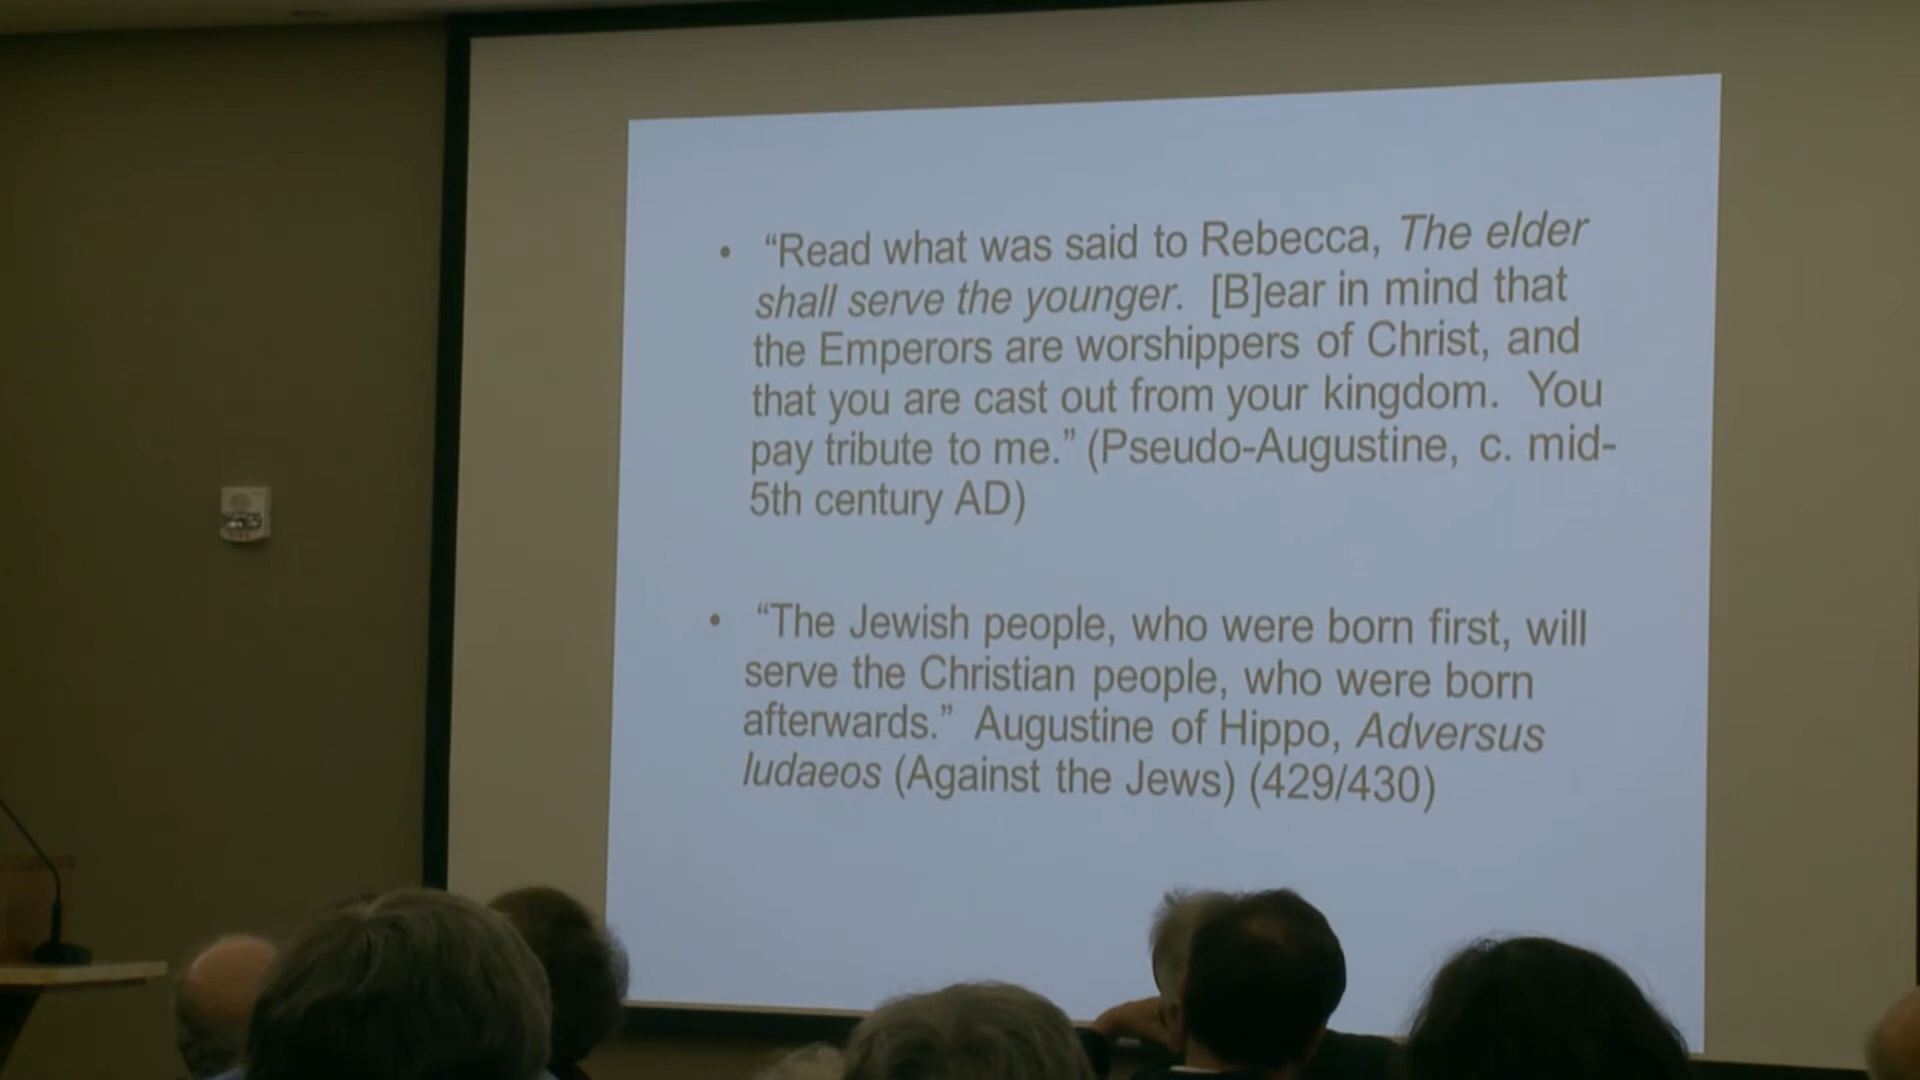 • “Read what was said to Rebecca, The elder
shall serve the younger. [B]ear in mind that
the Emperors are worshippers of Christ, and
that you are cast out from your kingdom. You
pay tribute to me.” (Pseudo-Augustine, c. mid-
5th century AD)
• “The Jewish people, who were born first, will
serve the Christian people, who were born
afterwards.” Augustine of Hippo, Adversus
Iudaeos (Against the Jews) (429/430)